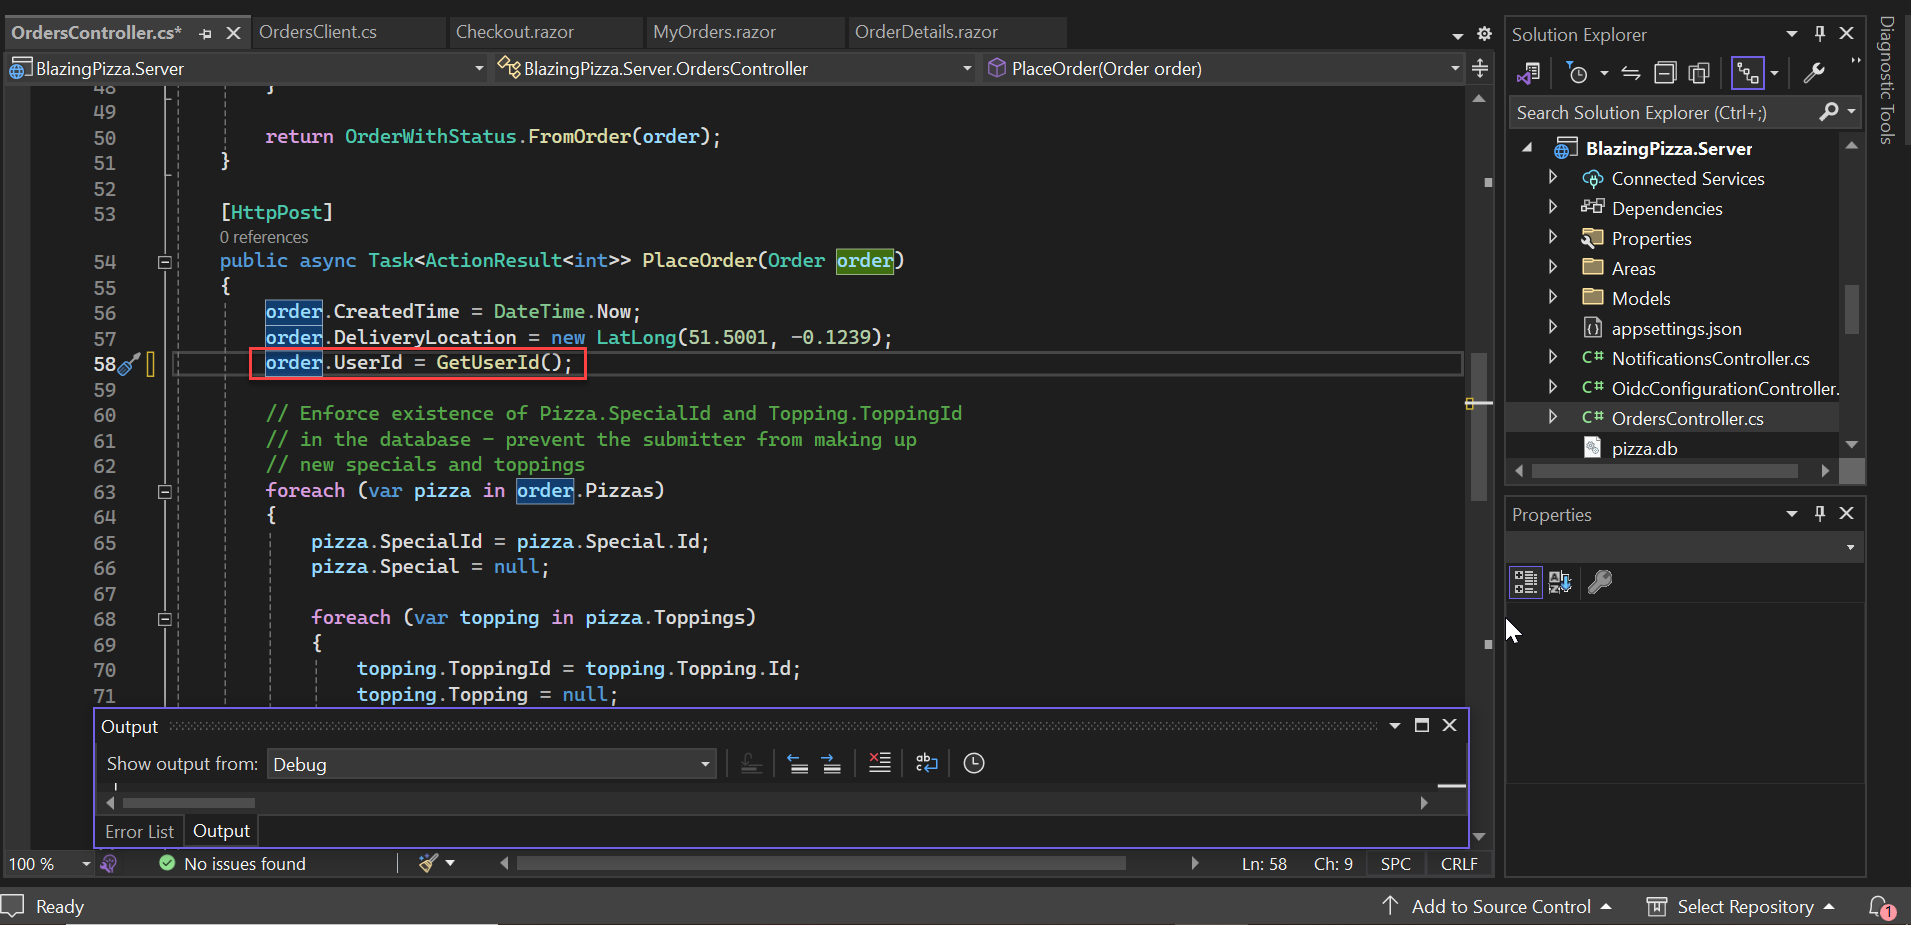 OrdersController.cs*
OrdersClient.cs
Checkout.razor
MyOrders.razor
OrderDetails.razor
BlazingPizza.Server
BlazingPizza.Server.OrdersController
PlaceOrder(Order order)
48 }
49
50 return OrderWithStatus.FromOrder(order);
51 }
52
53 [HttpPost]
0 references
54 public async Task<ActionResult<int>> PlaceOrder(Order order)
55 {
56 order.CreatedTime = DateTime.Now;
57 order.DeliveryLocation = new LatLong(51.5001, -0.1239);
58 order.UserId = GetUserId();
59
60 // Enforce existence of Pizza.SpecialId and Topping.ToppingId
61 // in the database - prevent the submitter from making up
62 // new specials and toppings
63 foreach (var pizza in order.Pizzas)
64 {
65 pizza.SpecialId = pizza.Special.Id;
66 pizza.Special = null;
67
68 foreach (var topping in pizza.Toppings)
69 {
70 topping.ToppingId = topping.Topping.Id;
71 topping.Topping = null;
Output
Show output from: Debug
Error List
Output
100 %
No issues found
Ln: 58
Ch: 9
SPC
CRLF
Solution Explorer
Search Solution Explorer (Ctrl+;)
BlazingPizza.Server
Connected Services
Dependencies
Properties
Areas
Models
appsettings.json
C# NotificationsController.cs
C# OidcConfigurationController.
C# OrdersController.cs
pizza.db
Properties
Diagnostic Tools
Ready
Add to Source Control
Select Repository
1